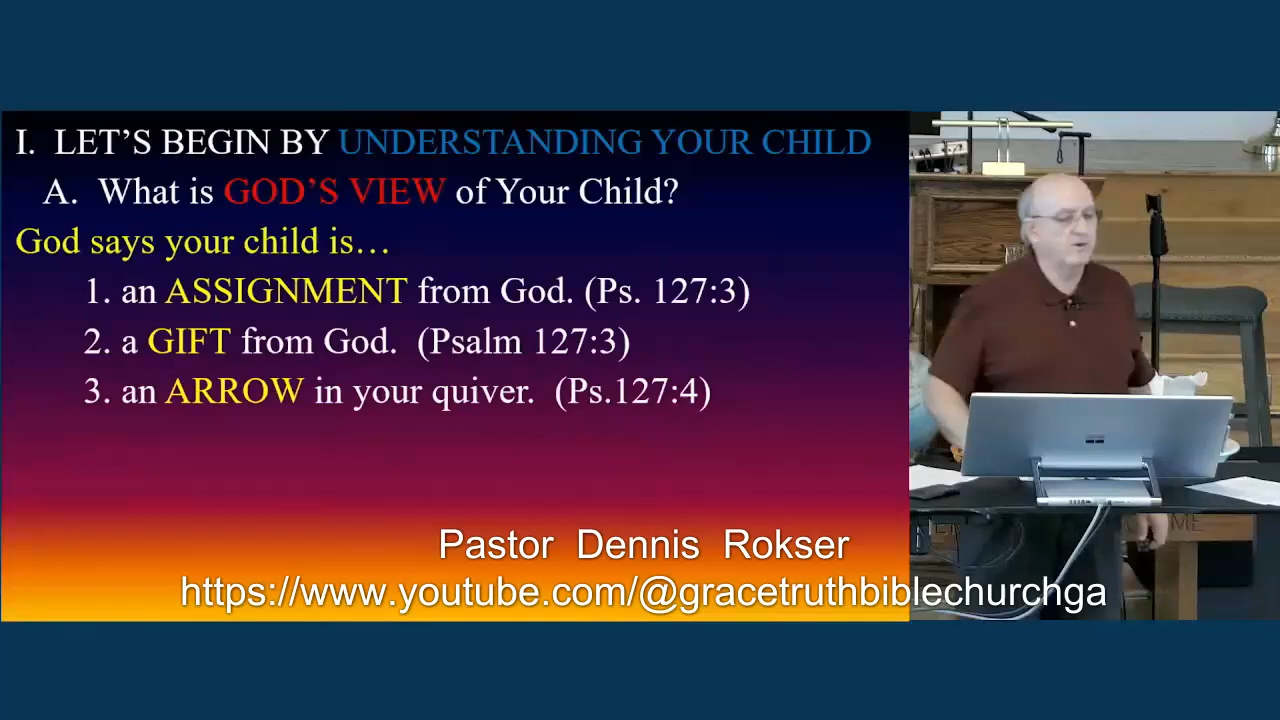 I. LET’S BEGIN BY UNDERSTANDING YOUR CHILD
A. What is GOD’S VIEW of Your Child?
God says your child is…
1. an ASSIGNMENT from God. (Ps. 127:3)
2. a GIFT from God. (Psalm 127:3)
3. an ARROW in your quiver. (Ps.127:4)
Pastor Dennis Rokser
https://www.youtube.com/@gracetruthbiblechurchga